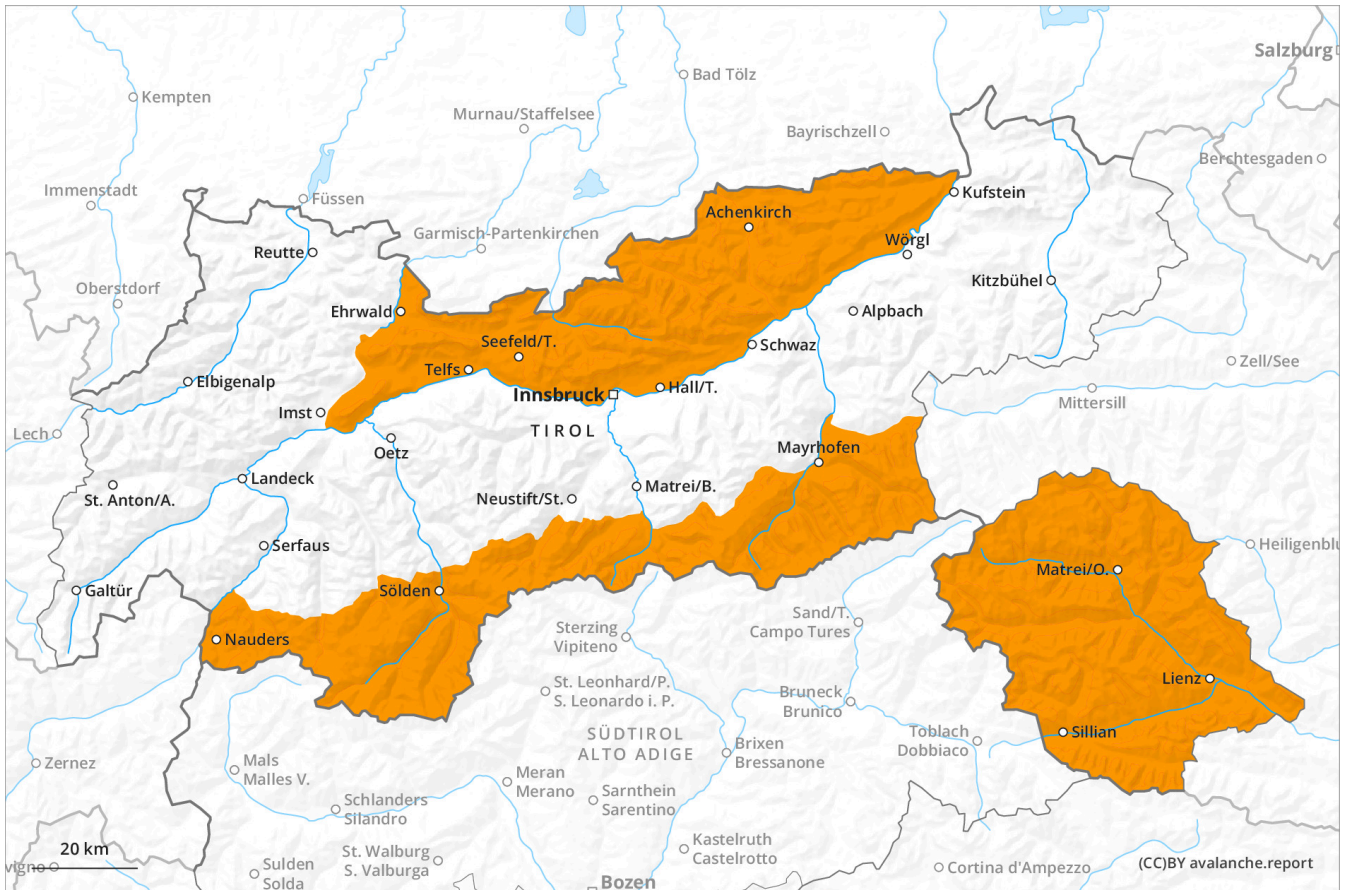 Salzburg
Bad Tölz
Kempten
Murnau/Staffelsee
Bayrischzell
Berchtesgaden
Immenstadt
Füssen
Kufstein
Achenkirch
Garmisch-Partenkirchen
Wörgl
Reutte
Kitzbühel
Oberstdorf
Ehrwald
Alpbach
Seefeld/T.
Schwaz
Zell/See
Telfs
Elbigenalp
Hall/T.
Innsbruck
Mittersill
Imst
TIROL
Lech
Oetz
Mayrhofen
Landeck
Matrei/B.
St. Anton/A.
Neustift/St.
Serfaus
Matrei/O.
Galtür
Sölden
Sand/T.
Campo Tures
Nauders
Sterzing
Vipiteno
Lienz
St. Leonhard/P.
S. Leonardo i. P.
Bruneck
Brunico
Sillian
SÜDTIROL
ALTO ADIGE
Toblach
Dobbiaco
Brixen
Bressanone
Zernez
Mals
Malles V.
Meran
Merano
Sarnthein
Sarentino
Schlanders
Silandro
Kastelruth
Castelrotto
20 km
St. Walburg
S. Valburga
Sulden
Solda
Cortina d'Ampezzo
(CC)BY avalanche.report
Bozen